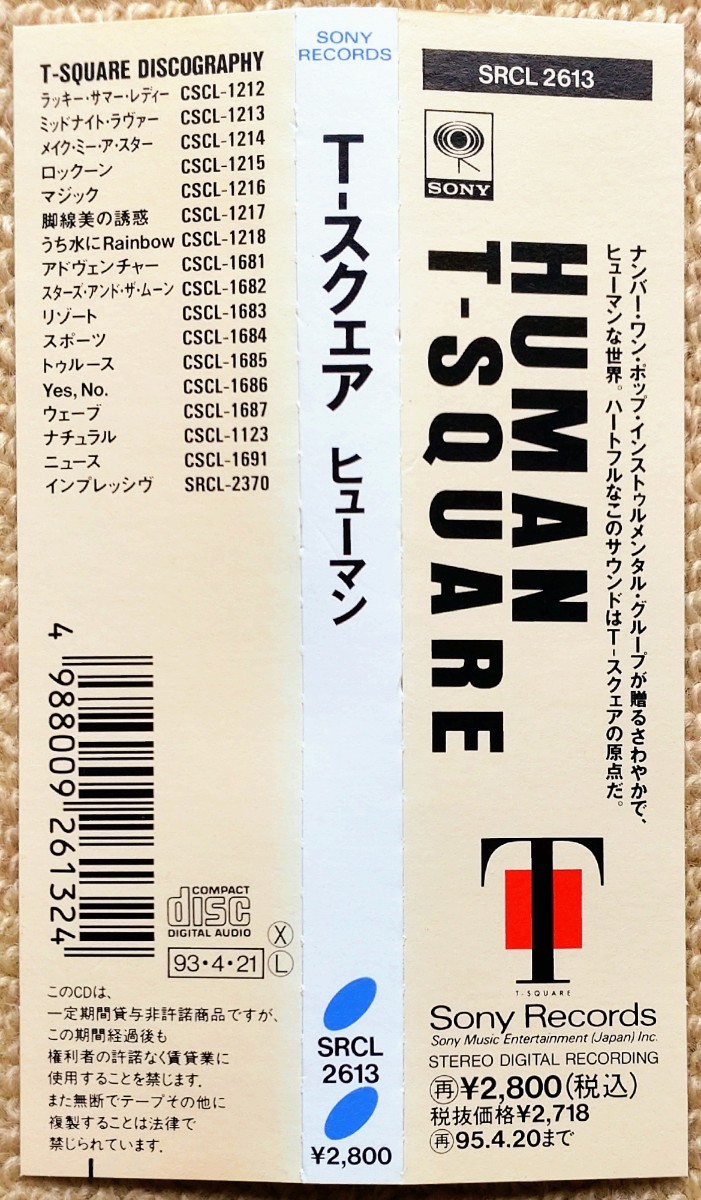 T-SQUARE DISCOGRAPHY
ラッキー・サマー・レディー CSCL-1212
ミッドナイト・ラヴァー CSCL-1213
メイク・ミー・ア・スター CSCL-1214
ロックーン CSCL-1215
マジック CSCL-1216
脚線美の誘惑 CSCL-1217
うち水にRainbow CSCL-1218
アドヴェンチャー CSCL-1681
スターズ・アンド・ザ・ムーン CSCL-1682
リゾート CSCL-1683
スポーツ CSCL-1684
トゥルース CSCL-1685
Yes, No. CSCL-1686
ウェーブ CSCL-1687
ナチュラル CSCL-1123
ニュース CSCL-1691
インプレッシヴ SRCL-2370
4 988009 261324
COMPACT
disc
DIGITAL AUDIO
93・4・21
Ⓧ
Ⓛ
このCDは、
一定期間貸与非許諾商品ですが、
この期間経過後も
権利者の許諾なく賃貸業に
使用することを禁じます.
また無断でテープその他に
複製することは法律で
禁じられています.
SONY
RECORDS
T-スクェア ヒューマン
SRCL
2613
¥2,800
SRCL 2613
SONY
HUMAN
T-SQUARE
ナンバー・ワン・ポップ・インストゥルメンタル・グループが贈るさわやかで、
ヒューマンな世界。ハートフルなこのサウンドはT-スクェアの原点だ。
T
T-SQUARE
Sony Records
Sony Music Entertainment (Japan) Inc.
STEREO DIGITAL RECORDING
㊐¥2,800(税込)
税抜価格¥2,718
95.4.20まで